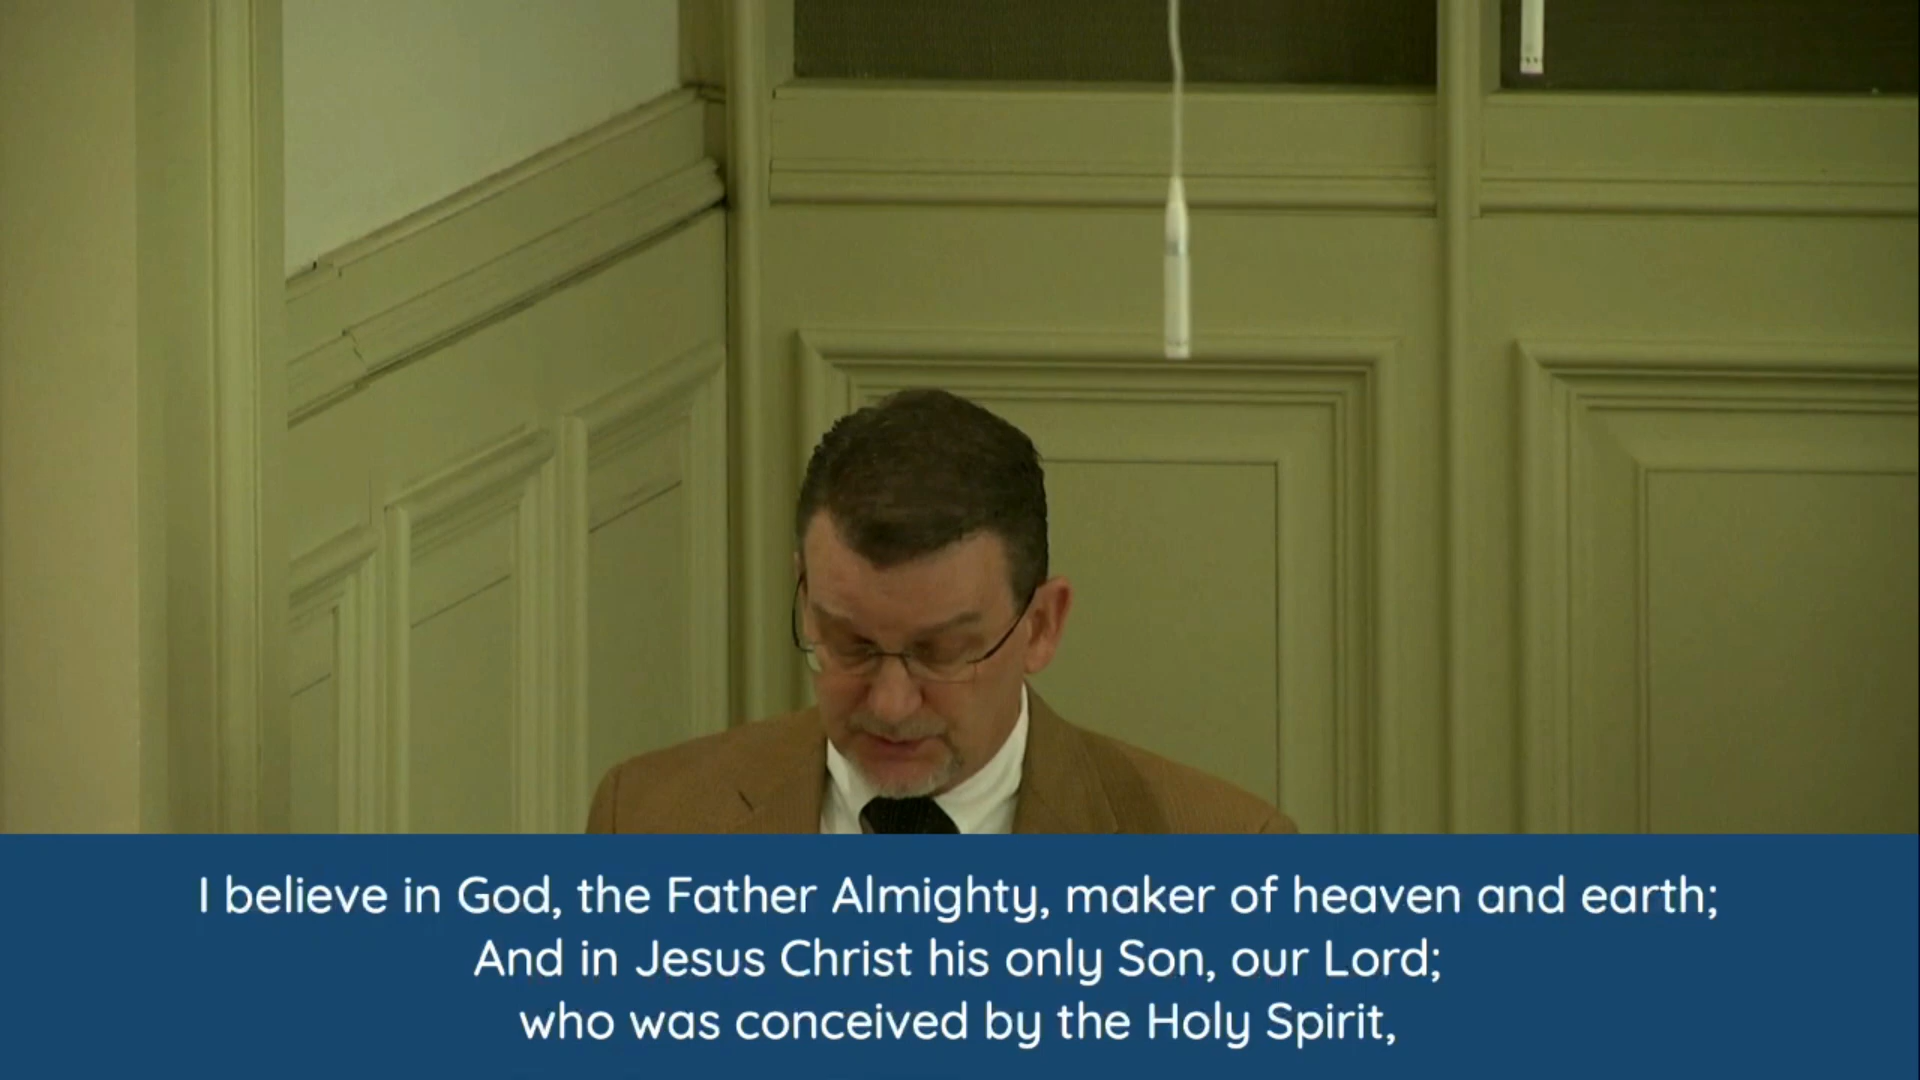 I believe in God, the Father Almighty, maker of heaven and earth;
And in Jesus Christ his only Son, our Lord;
who was conceived by the Holy Spirit,